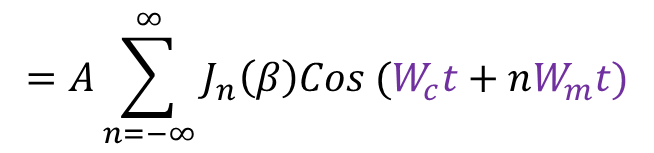 = A ∑_{n=−∞}^{∞} J_n(β)Cos (W_c t + nW_m t)